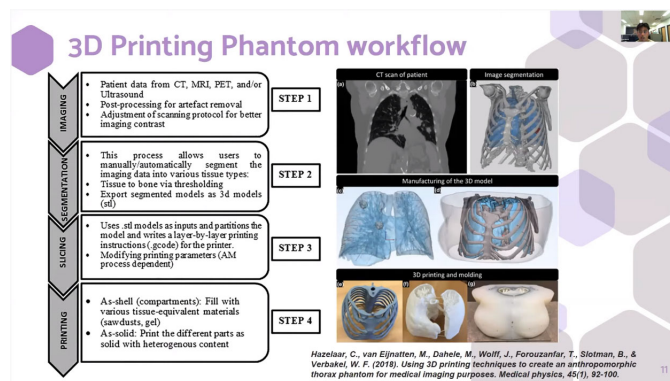 3D Printing Phantom workflow
IMAGING
• Patient data from CT, MRI, PET, and/or
Ultrasound
• Post-processing for artefact removal
• Adjustment of scanning protocol for better
imaging contrast
STEP 1
SEGMENTATION
• This process allows users to
manually/automatically segment the
imaging data into various tissue types:
• Tissue to bone via thresholding
• Export segmented models as 3d models
(stl)
STEP 2
SLICING
• Uses .stl models as inputs and partitions the
model and writes a layer-by-layer printing
instructions (.gcode) for the printer.
• Modifying printing parameters (AM
process dependent)
STEP 3
PRINTING
• As-shell (compartments): Fill with
various tissue-equivalent materials
(sawdusts, gel)
• As-solid: Print the different parts as
solid with heterogenous content
STEP 4
CT scan of patient
Image segmentation
(a)
(b)
Manufacturing of the 3D model
(c)
(d)
3D printing and molding
(e)
(f)
(g)
Hazelaar, C., van Eijnatten, M., Dahele, M., Wolff, J., Forouzanfar, T., Slotman, B., &
Verbakel, W. F. (2018). Using 3D printing techniques to create an anthropomorphic
thorax phantom for medical imaging purposes. Medical physics, 45(1), 92-100.
11